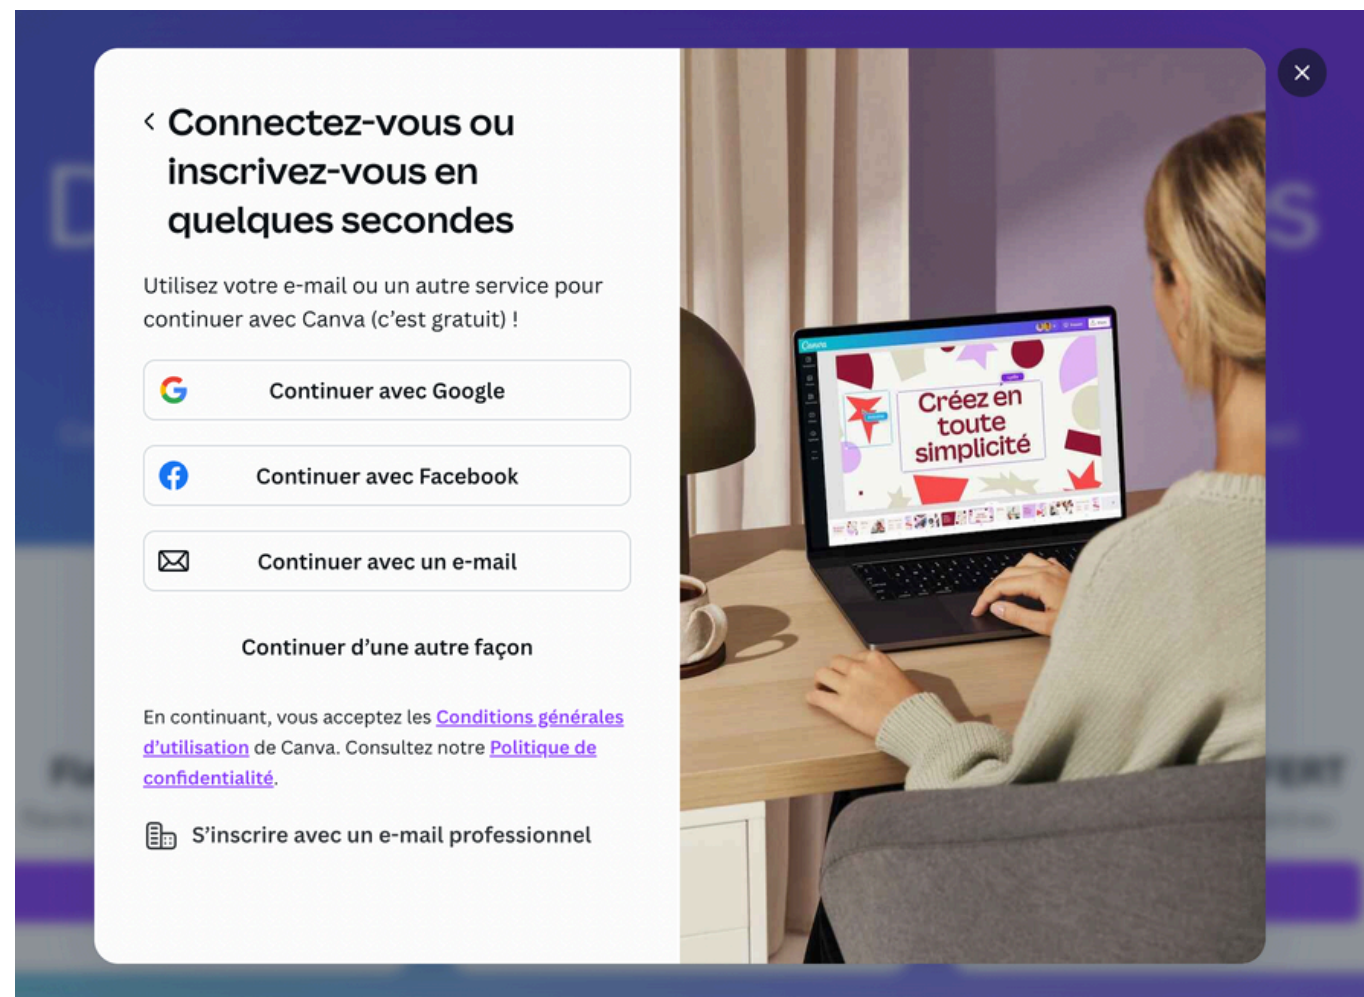 Connectez-vous ou
inscrivez-vous en
quelques secondes
Utilisez votre e-mail ou un autre service pour
continuer avec Canva (c’est gratuit) !
Continuer avec Google
Continuer avec Facebook
Continuer avec un e-mail
Continuer d’une autre façon
En continuant, vous acceptez les Conditions générales
d’utilisation de Canva. Consultez notre Politique de
confidentialité.
S’inscrire avec un e-mail professionnel
Canva
Créez en
toute
simplicité